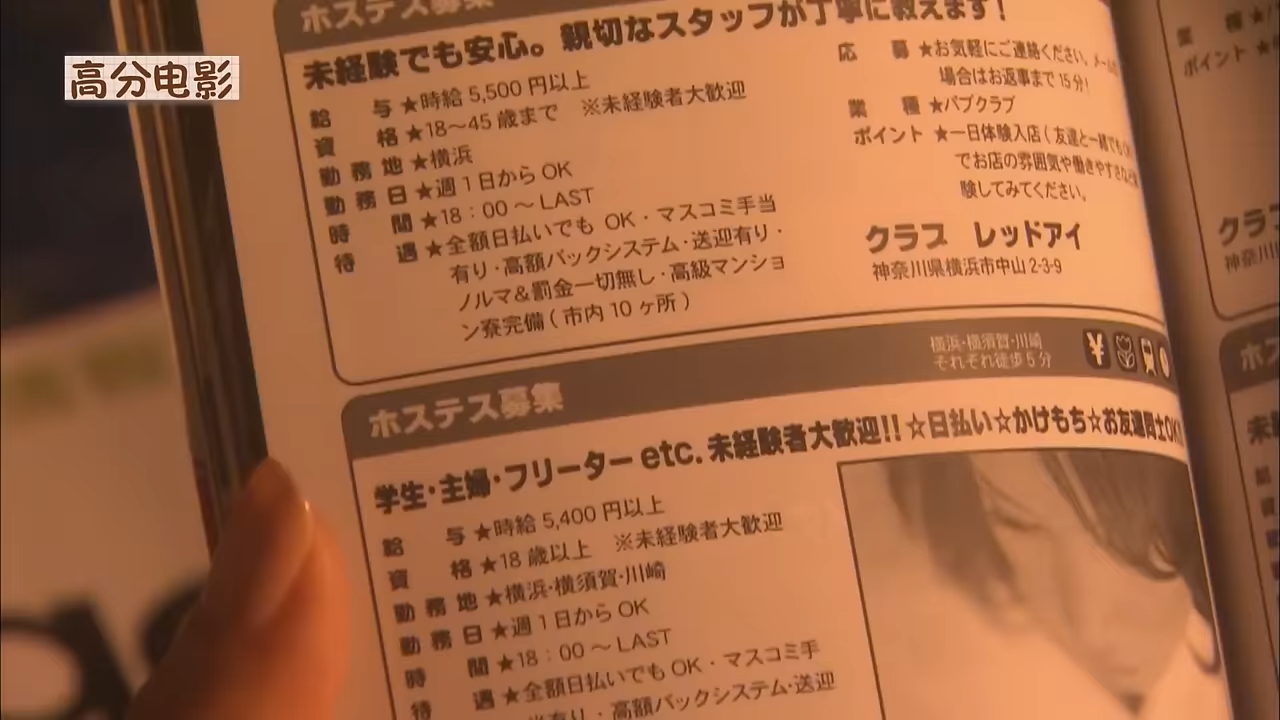 高分电影
ホステス募集
未経験でも安心。親切なスタッフが丁寧に教えます！
給与★時給 5,500 円以上
資格★18～45 歳まで ※未経験者大歓迎
勤務地★横浜
勤務日★週 1 日から OK
時間★18：00 ～ LAST
待遇★全額日払いでも OK・マスコミ手当
有り・高額バックシステム・送迎有り・
ノルマ&罰金一切無し・高級マンショ
ン寮完備 ( 市内 10 ヶ所 )
応募★お気軽にご連絡ください。メール
場合はお返事まで 15 分!
業種★パブクラブ
ポイント★一日体験入店 ( 友達と一緒でも
でお店の雰囲気や働きやすさなど
験してみてください。
クラブ レッドアイ
神奈川県横浜市中山 2-3-9
横浜・横須賀・川崎
それぞれ徒歩 5 分
ホステス募集
学生・主婦・フリーター etc. 未経験者大歓迎!! ☆日払い☆かけもち☆お友達同士OK
給与★時給 5,400 円以上
資格★18 歳以上 ※未経験者大歓迎
勤務地★横浜・横須賀・川崎
勤務日★週 1 日から OK
時間★18：00 ～ LAST
待遇★全額日払いでも OK・マスコミ手
当有り・高額バックシステム・送迎
ポイント
クラブ
神奈川